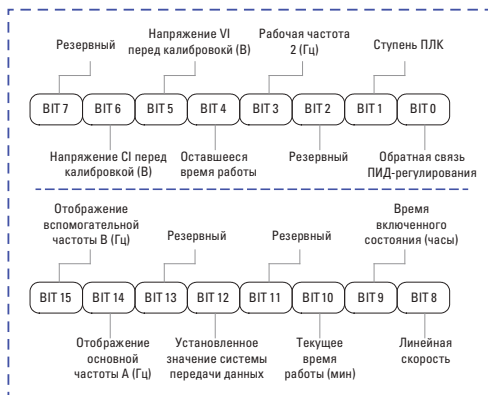 Резервный
Напряжение VI
перед калибровокй (В)
Рабочая частота
2 (Гц)
Ступень ПЛК
BIT 7
BIT 6
BIT 5
BIT 4
BIT 3
BIT 2
BIT 1
BIT 0
Напряжение CI перед
калибровкой (В)
Оставшееся
время работы
Резервный
Обратная связь
ПИД-регулирования
Отображение
вспомогательной
частоты B (Гц)
Резервный
Резервный
Время
включенного
состояния (часы)
BIT 15
BIT 14
BIT 13
BIT 12
BIT 11
BIT 10
BIT 9
BIT 8
Отображение
основной
частоты A (Гц)
Установленное
значение системы
передачи данных
Текущее
время
работы (мин)
Линейная
скорость